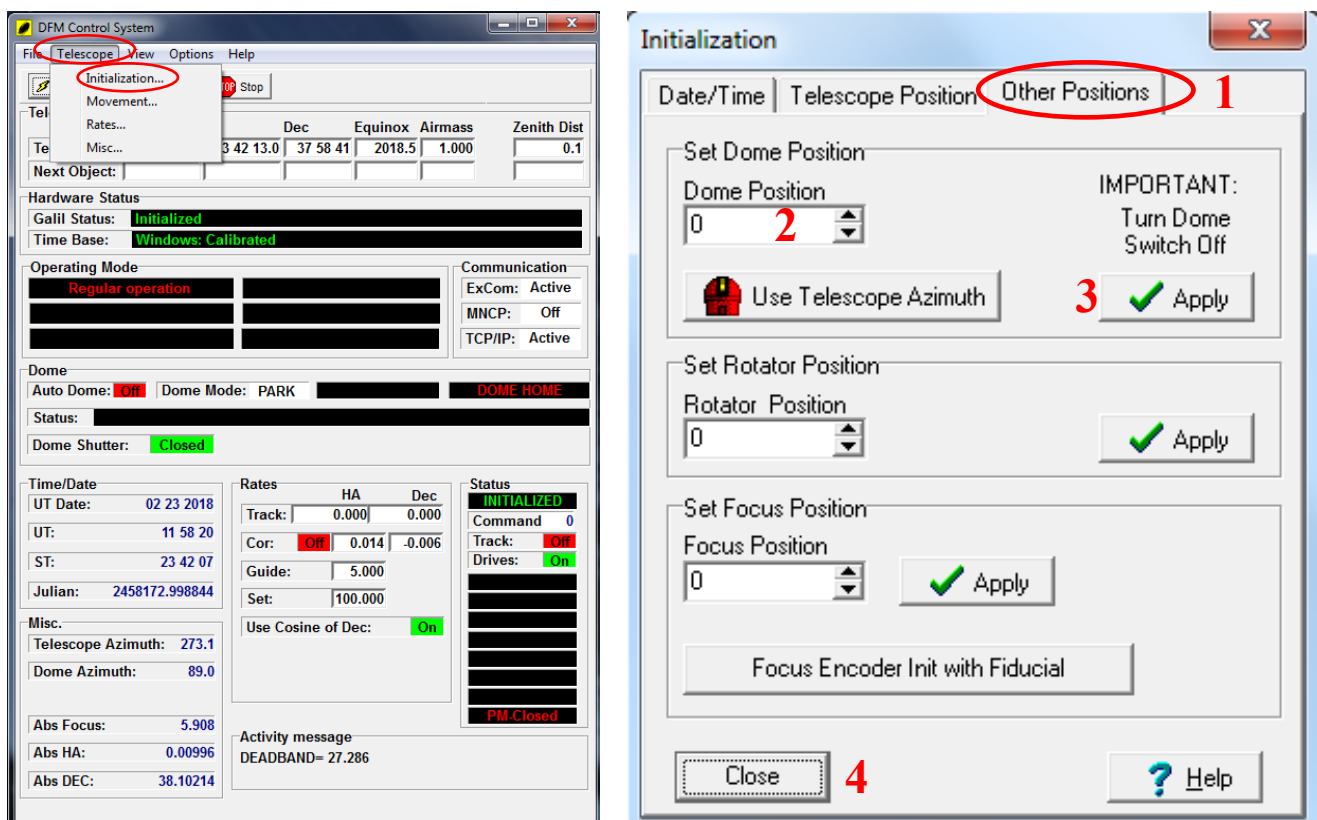 DFM Control System
File Telescope View Options Help
Initialization...
Movement...
Rates...
Misc...
STOP Stop
Tel
Dec Equinox Airmass Zenith Dist
Te 3 42 13.0 37 58 41 2018.5 1.000 0.1
Next Object:
Hardware Status
Galil Status: Initialized
Time Base: Windows: Calibrated
Operating Mode
Regular operation
Communication
ExCom: Active
MNCP: Off
TCP/IP: Active
Dome
Auto Dome: Off Dome Mode: PARK DOME HOME
Status:
Dome Shutter: Closed
Time/Date
UT Date: 02 23 2018
UT: 11 58 20
ST: 23 42 07
Julian: 2458172.998844
Misc.
Telescope Azimuth: 273.1
Dome Azimuth: 89.0
Abs Focus: 5.908
Abs HA: 0.00996
Abs DEC: 38.10214
Rates
HA Dec
Track: 0.000 0.000
Cor: Off 0.014 -0.006
Guide: 5.000
Set: 100.000
Use Cosine of Dec: On
Status
INITIALIZED
Command 0
Track: Off
Drives: On
PM-Closed
Activity message
DEADBAND= 27.286
Initialization
Date/Time Telescope Position Other Positions 1
Set Dome Position
Dome Position
0 2
IMPORTANT:
Turn Dome
Switch Off
Use Telescope Azimuth
3 Apply
Set Rotator Position
Rotator Position
0
Apply
Set Focus Position
Focus Position
0
Apply
Focus Encoder Init with Fiducial
Close 4
? Help